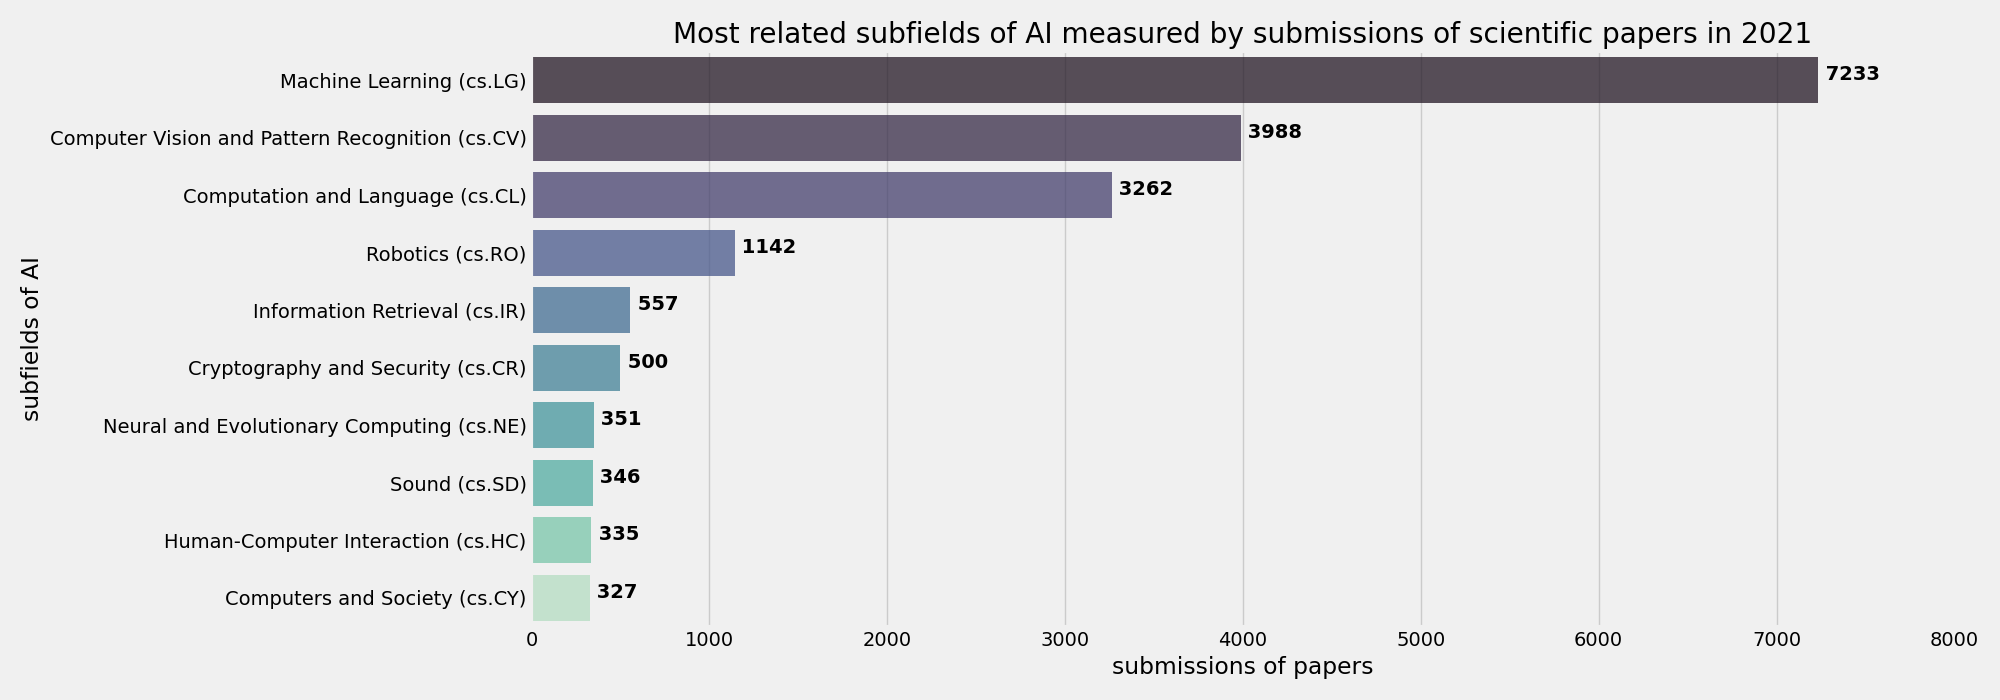 Most related subfields of AI measured by submissions of scientific papers in 2021
subfields of AI
Machine Learning (cs.LG) 7233
Computer Vision and Pattern Recognition (cs.CV) 3988
Computation and Language (cs.CL) 3262
Robotics (cs.RO) 1142
Information Retrieval (cs.IR) 557
Cryptography and Security (cs.CR) 500
Neural and Evolutionary Computing (cs.NE) 351
Sound (cs.SD) 346
Human-Computer Interaction (cs.HC) 335
Computers and Society (cs.CY) 327
0 1000 2000 3000 4000 5000 6000 7000 8000
submissions of papers